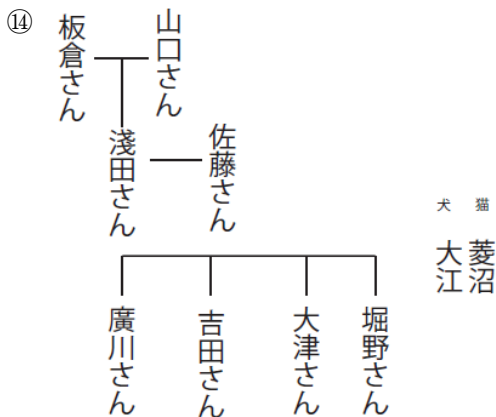 ⑭
板倉さん
山口さん
淺田さん
佐藤さん
廣川さん
吉田さん
大津さん
堀野さん
猫 菱沼
犬 大江